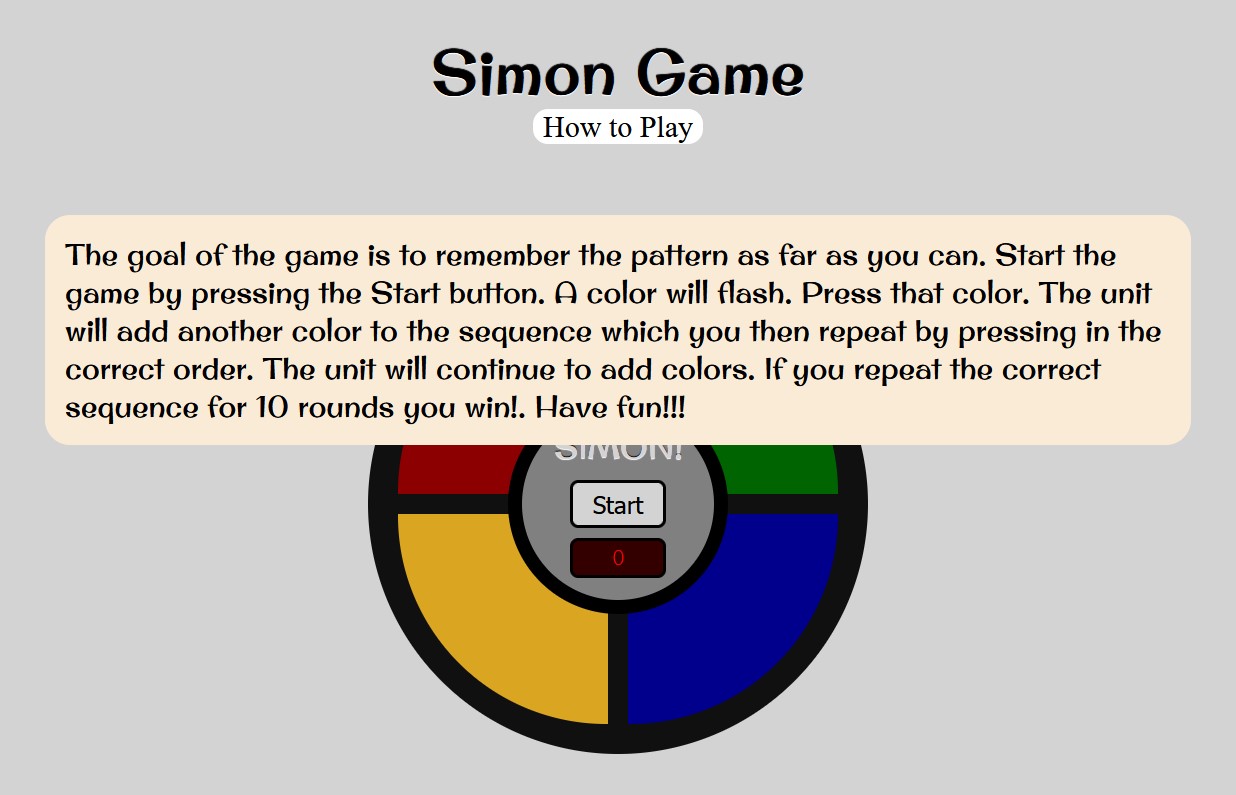 Simon Game
How to Play
The goal of the game is to remember the pattern as far as you can. Start the
game by pressing the Start button. A color will flash. Press that color. The unit
will add another color to the sequence which you then repeat by pressing in the
correct order. The unit will continue to add colors. If you repeat the correct
sequence for 10 rounds you win!. Have fun!!!
SIMON!
Start
0